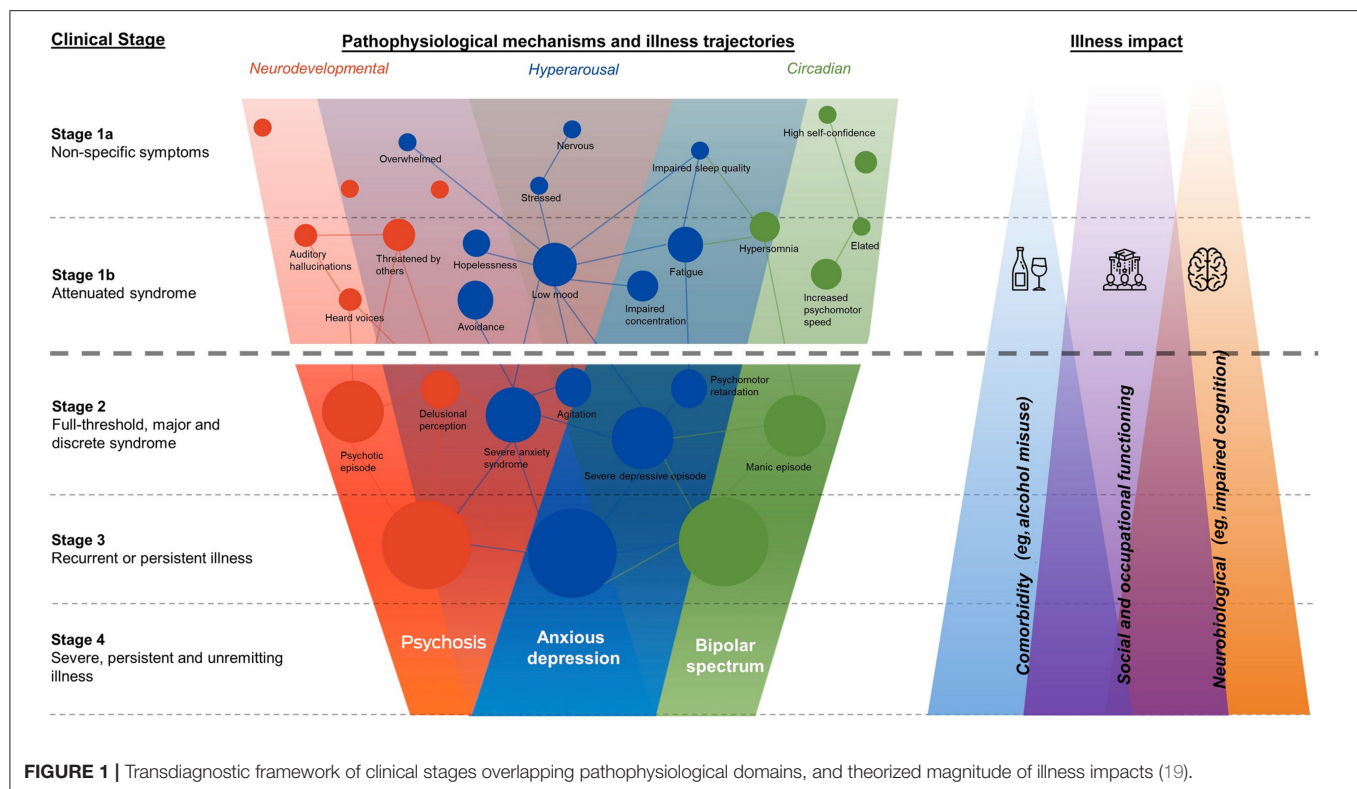 Clinical Stage
Pathophysiological mechanisms and illness trajectories
Illness impact
Neurodevelopmental
Hyperarousal
Circadian
Stage 1a
Non-specific symptoms
Overwhelmed
Nervous
Stressed
Impaired sleep quality
High self-confidence
Stage 1b
Attenuated syndrome
Auditory
hallucinations
Threatened by
others
Heard voices
Hopelessness
Avoidance
Low mood
Fatigue
Impaired
concentration
Hypersomnia
Elated
Increased
psychomotor
speed
Stage 2
Full-threshold, major and
discrete syndrome
Psychotic
episode
Delusional
perception
Severe anxiety
syndrome
Agitation
Psychomotor
retardation
Severe depressive episode
Manic episode
Stage 3
Recurrent or persistent illness
Stage 4
Severe, persistent and unremitting
illness
Psychosis
Anxious
depression
Bipolar
spectrum
Comorbidity (eg, alcohol misuse)
Social and occupational functioning
Neurobiological (eg, impaired cognition)
FIGURE 1 | Transdiagnostic framework of clinical stages overlapping pathophysiological domains, and theorized magnitude of illness impacts (19).